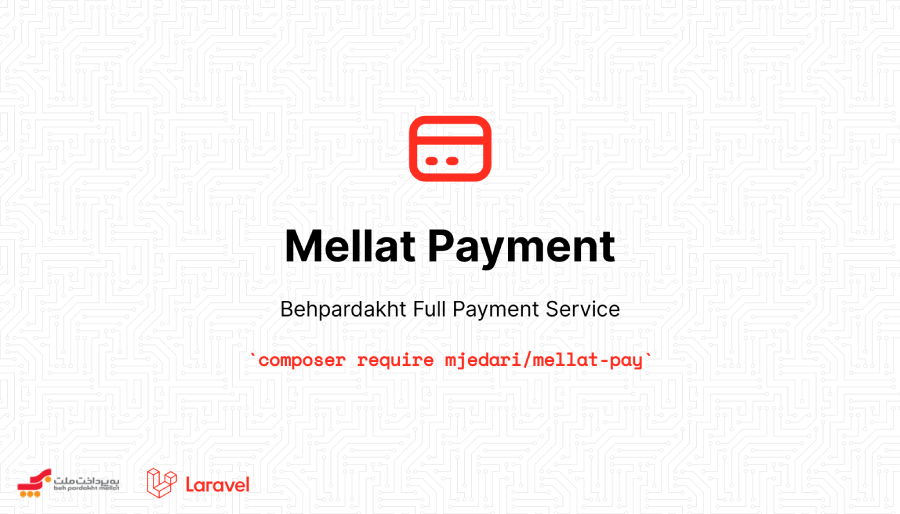 Mellat Payment
Behpardakht Full Payment Service
`composer require mjedari/mellat-pay`
به پرداخت ملت
beh pardakht mellat
Laravel